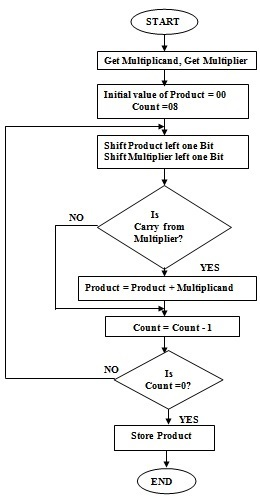 START
Get Multiplicand, Get Multiplier
Initial value of Product = 00
Count =08
Shift Product left one Bit
Shift Multiplier left one Bit
Is
Carry from
Multiplier?
NO
YES
Product = Product + Multiplicand
Count = Count - 1
Is
Count =0?
NO
YES
Store Product
END